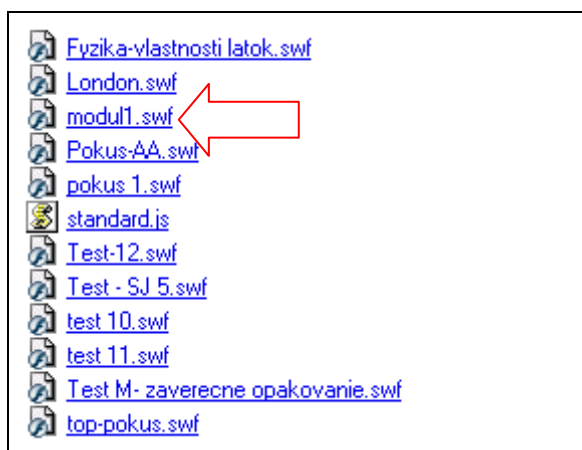 Fyzika-vlastnosti latok.swf
London.swf
modul1.swf
Pokus-AA.swf
pokus 1.swf
standard.js
Test-12.swf
Test - SJ 5.swf
test 10.swf
test 11.swf
Test M- zaverecne opakovanie.swf
top-pokus.swf